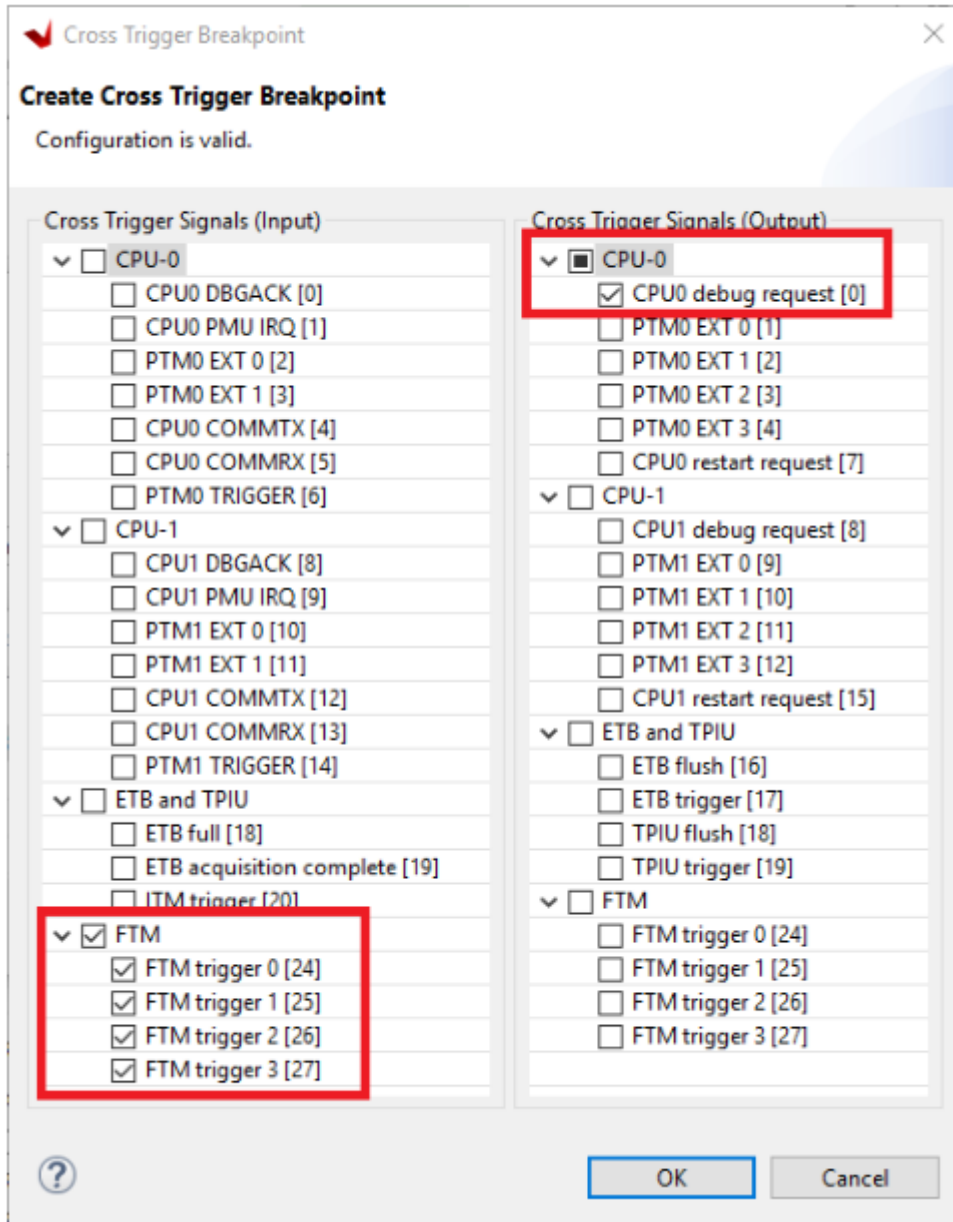 Cross Trigger Breakpoint
Create Cross Trigger Breakpoint
Configuration is valid.
Cross Trigger Signals (Input)
CPU-0
CPU0 DBGACK [0]
CPU0 PMU IRQ [1]
PTM0 EXT 0 [2]
PTM0 EXT 1 [3]
CPU0 COMMTX [4]
CPU0 COMMRX [5]
PTM0 TRIGGER [6]
CPU-1
CPU1 DBGACK [8]
CPU1 PMU IRQ [9]
PTM1 EXT 0 [10]
PTM1 EXT 1 [11]
CPU1 COMMTX [12]
CPU1 COMMRX [13]
PTM1 TRIGGER [14]
ETB and TPIU
ETB full [18]
ETB acquisition complete [19]
ITM trigger [20]
FTM
FTM trigger 0 [24]
FTM trigger 1 [25]
FTM trigger 2 [26]
FTM trigger 3 [27]
Cross Trigger Signals (Output)
CPU-0
CPU0 debug request [0]
PTM0 EXT 0 [1]
PTM0 EXT 1 [2]
PTM0 EXT 2 [3]
PTM0 EXT 3 [4]
CPU0 restart request [7]
CPU-1
CPU1 debug request [8]
PTM1 EXT 0 [9]
PTM1 EXT 1 [10]
PTM1 EXT 2 [11]
PTM1 EXT 3 [12]
CPU1 restart request [15]
ETB and TPIU
ETB flush [16]
ETB trigger [17]
TPIU flush [18]
TPIU trigger [19]
FTM
FTM trigger 0 [24]
FTM trigger 1 [25]
FTM trigger 2 [26]
FTM trigger 3 [27]
?
OK
Cancel